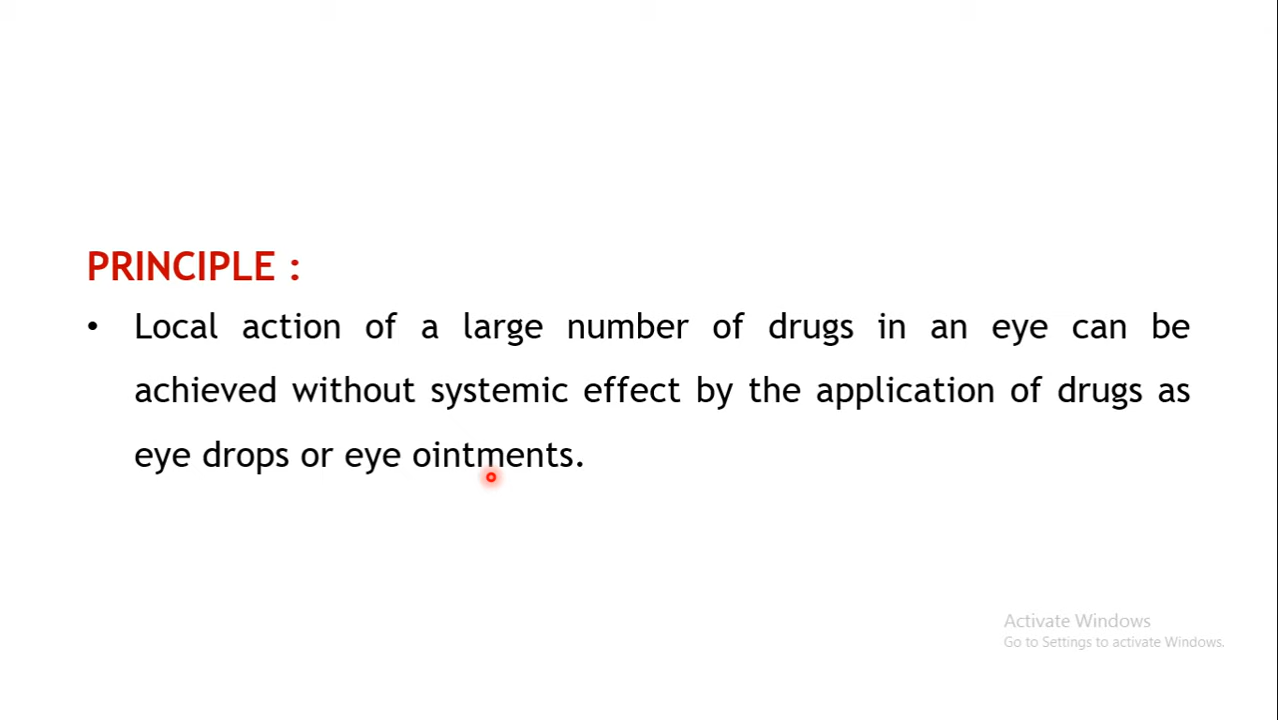 PRINCIPLE :
• Local action of a large number of drugs in an eye can be
achieved without systemic effect by the application of drugs as
eye drops or eye ointments.
Activate Windows
Go to Settings to activate Windows.